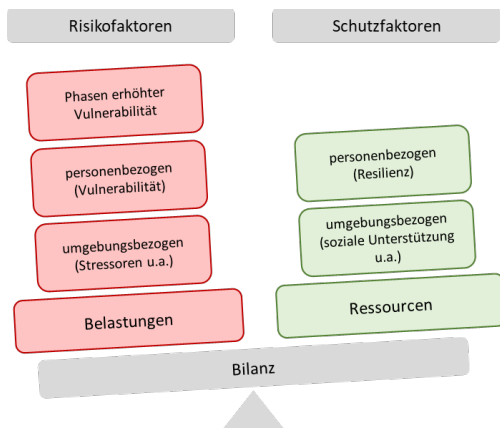 Risikofaktoren
Schutzfaktoren
Phasen erhöhter
Vulnerabilität
personenbezogen
(Vulnerabilität)
umgebungsbezogen
(Stressoren u.a.)
Belastungen
personenbezogen
(Resilienz)
umgebungsbezogen
(soziale Unterstützung
u.a.)
Ressourcen
Bilanz